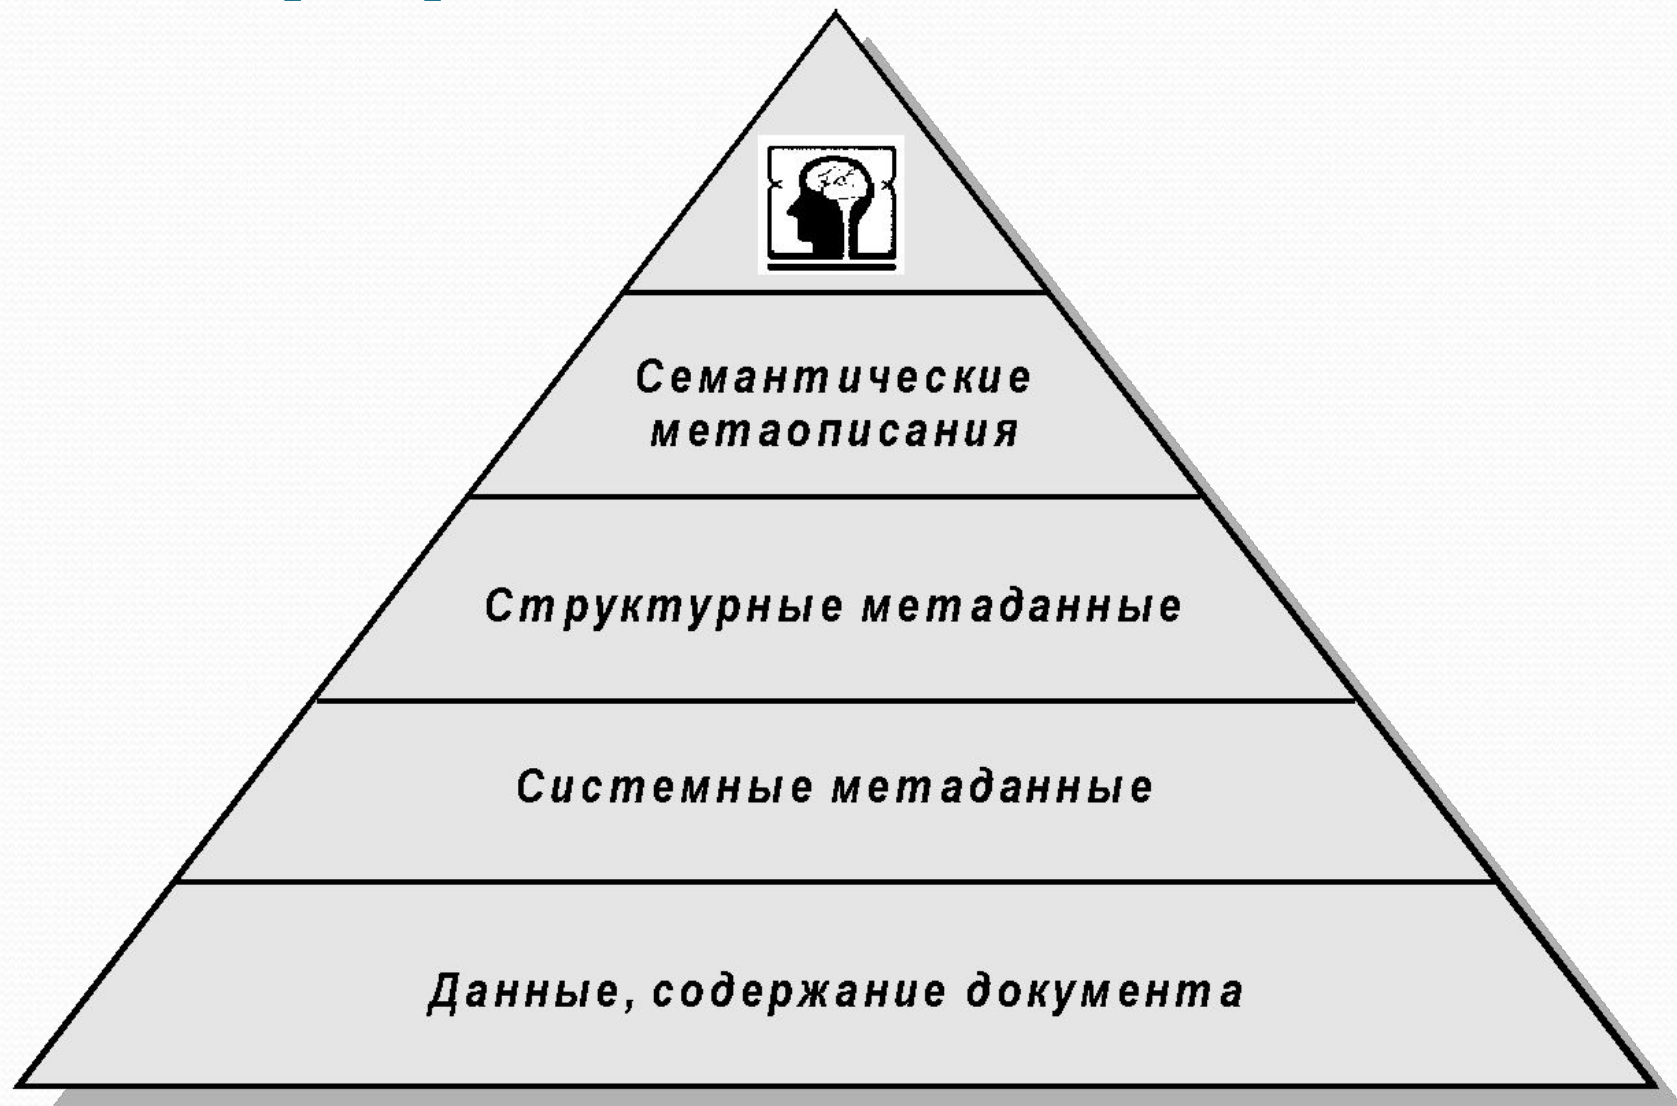 Семантические
метаописания
Структурные метаданные
Системные метаданные
Данные, содержание документа